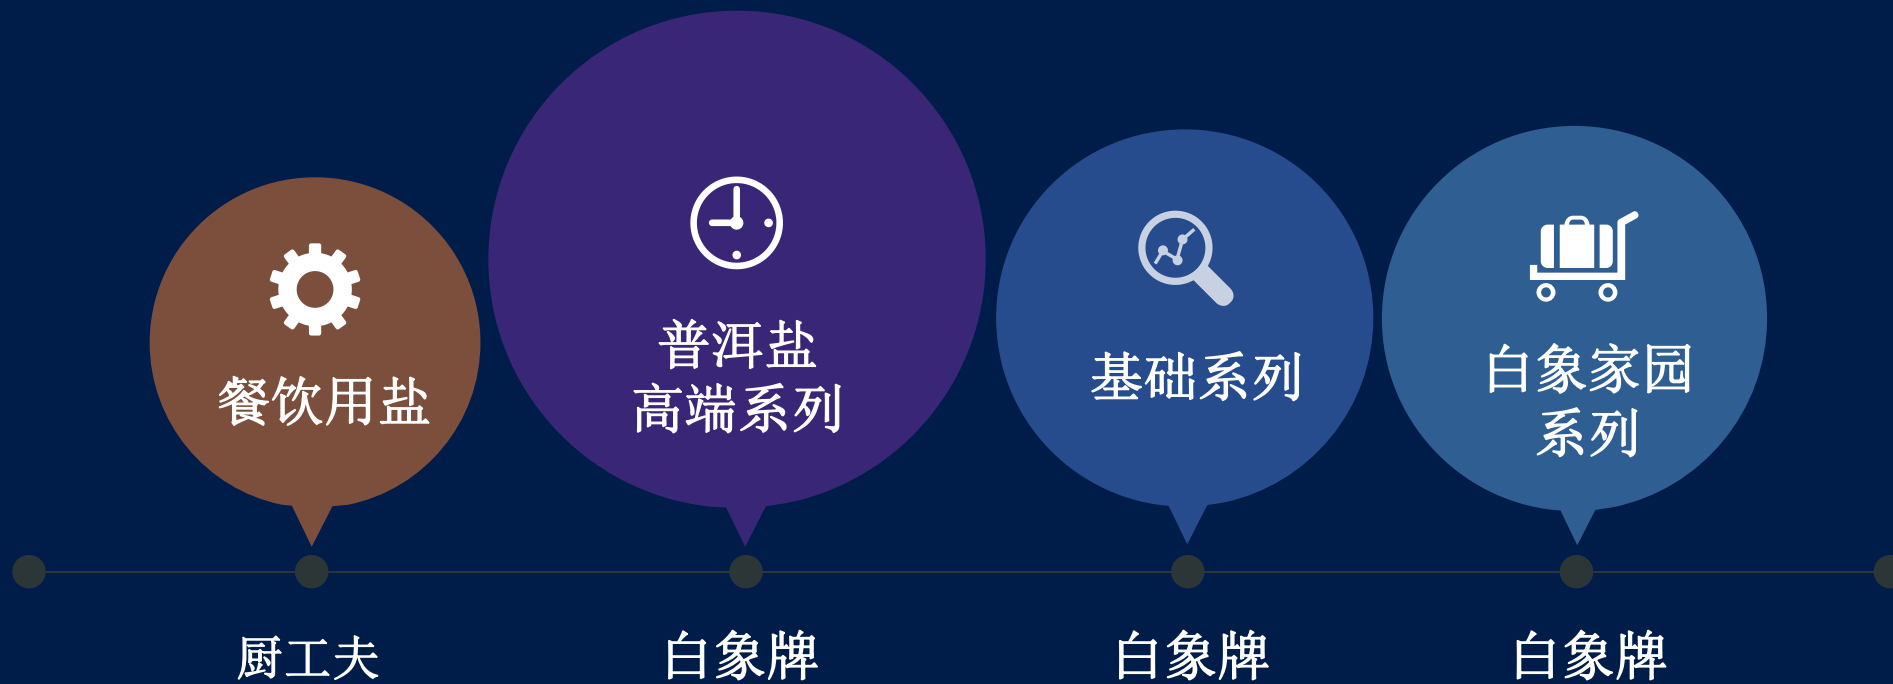 餐饮用盐
普洱盐
高端系列
基础系列
白象家园
系列
厨工夫
白象牌
白象牌
白象牌